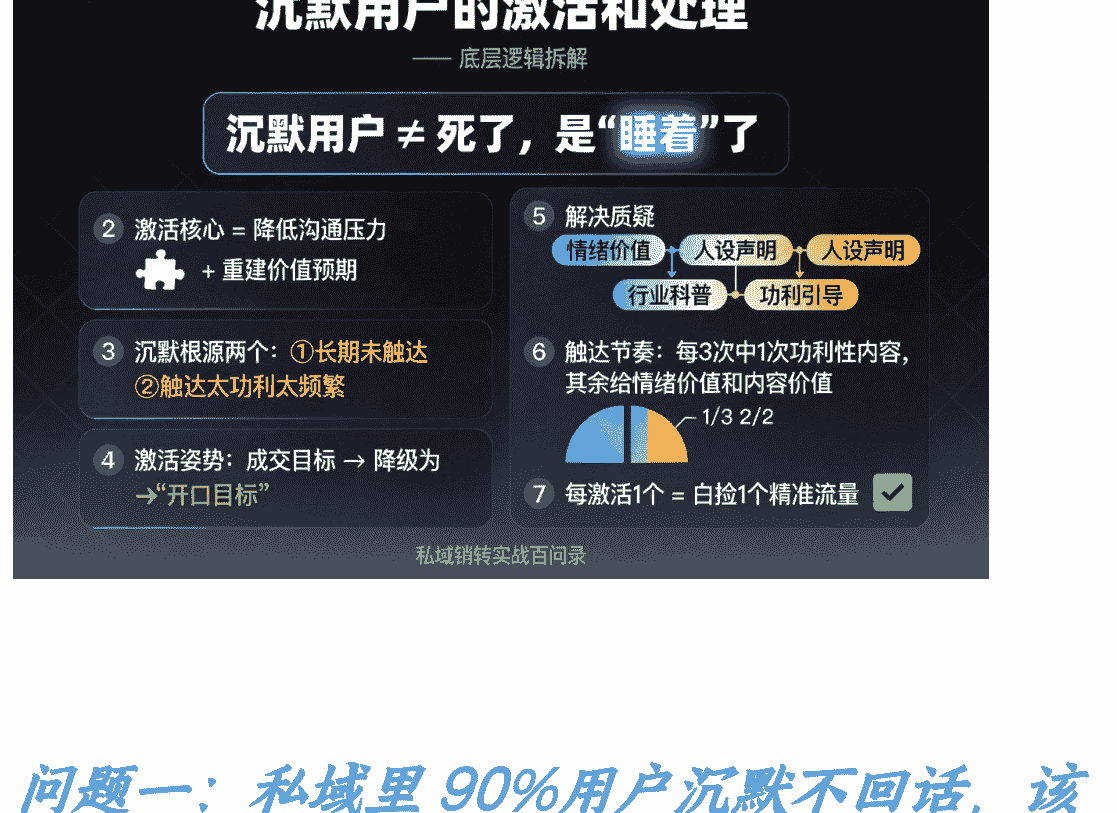 沉默用户的激活和处理
—— 底层逻辑拆解
沉默用户 ≠ 死了，是“睡着”了
2 激活核心 = 降低沟通压力
+ 重建价值预期
3 沉默根源两个：①长期未触达
②触达太功利太频繁
4 激活姿势：成交目标 → 降级为
→“开口目标”
5 解决质疑
情绪价值 人设声明 人设声明
行业科普 功利引导
6 触达节奏：每3次中1次功利性内容，
其余给情绪价值和内容价值
1/3 2/2
7 每激活1个 = 白捡1个精准流量
私域销转实战百问录
问题一：私域里 90%用户沉默不回话，该